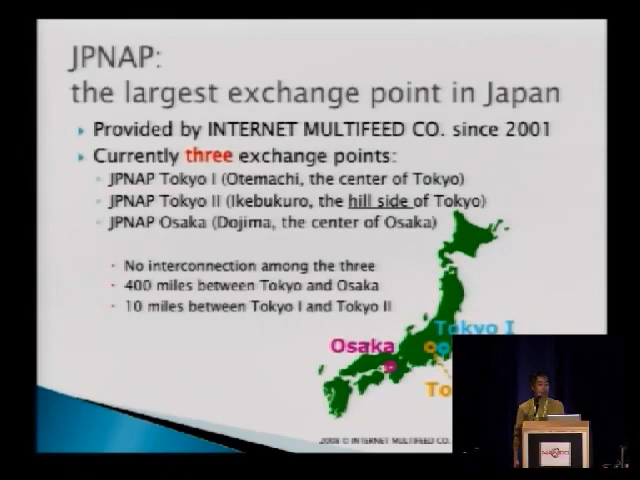 JPNAP:
the largest exchange point in Japan
Provided by INTERNET MULTIFEED CO. since 2001
Currently three exchange points:
JPNAP Tokyo I (Otemachi, the center of Tokyo)
JPNAP Tokyo II (Ikebukuro, the hill side of Tokyo)
JPNAP Osaka (Dojima, the center of Osaka)
No interconnection among the three
400 miles between Tokyo and Osaka
10 miles between Tokyo I and Tokyo II
Tokyo I
Osaka
To
2008 © INTERNET MULTIFEED CO.